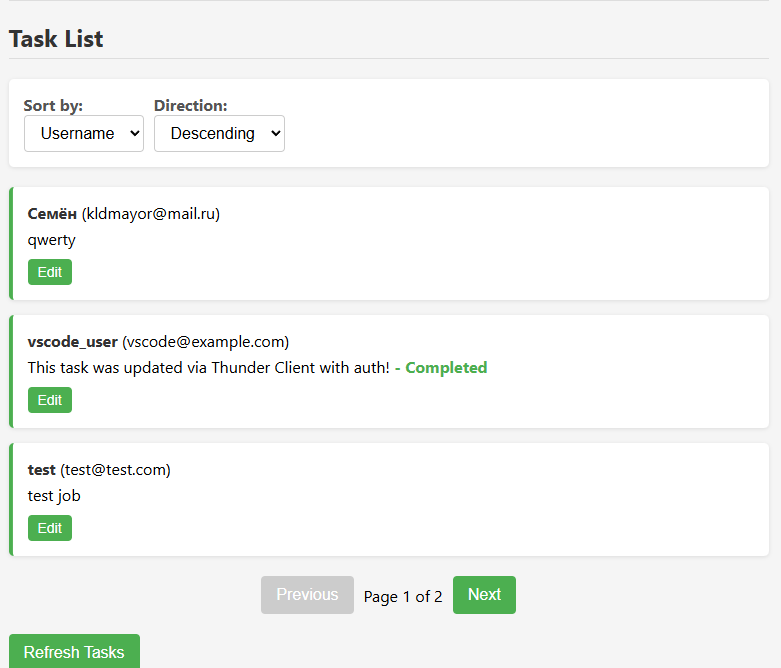 Task List
Sort by: Direction:
Username Descending
Семён (kldmayor@mail.ru)
qwerty
Edit
vscode_user (vscode@example.com)
This task was updated via Thunder Client with auth! - Completed
Edit
test (test@test.com)
test job
Edit
Previous Page 1 of 2 Next
Refresh Tasks